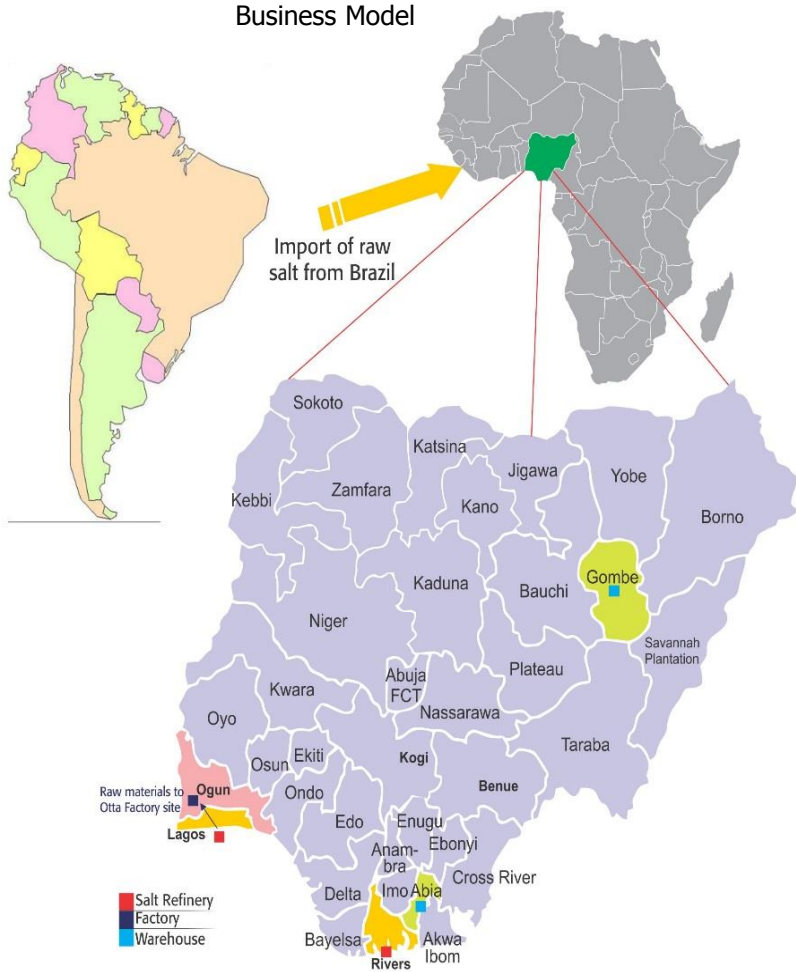 Business Model
Import of raw
salt from Brazil
Sokoto
Katsina
Jigawa
Yobe
Kebbi
Zamfara
Kano
Borno
Kaduna
Bauchi
Gombe
Niger
Savannah
Plantation
Abuja
FCT
Plateau
Kwara
Nassarawa
Oyo
Taraba
Osun
Ekiti
Kogi
Raw materials to
Otta Factory site
Ogun
Ondo
Benue
Lagos
Edo
Enugu
Ebonyi
Anam-
bra
Cross River
Delta
Imo
Abia
Bayelsa
Akwa
Ibom
Rivers
Salt Refinery
Factory
Warehouse